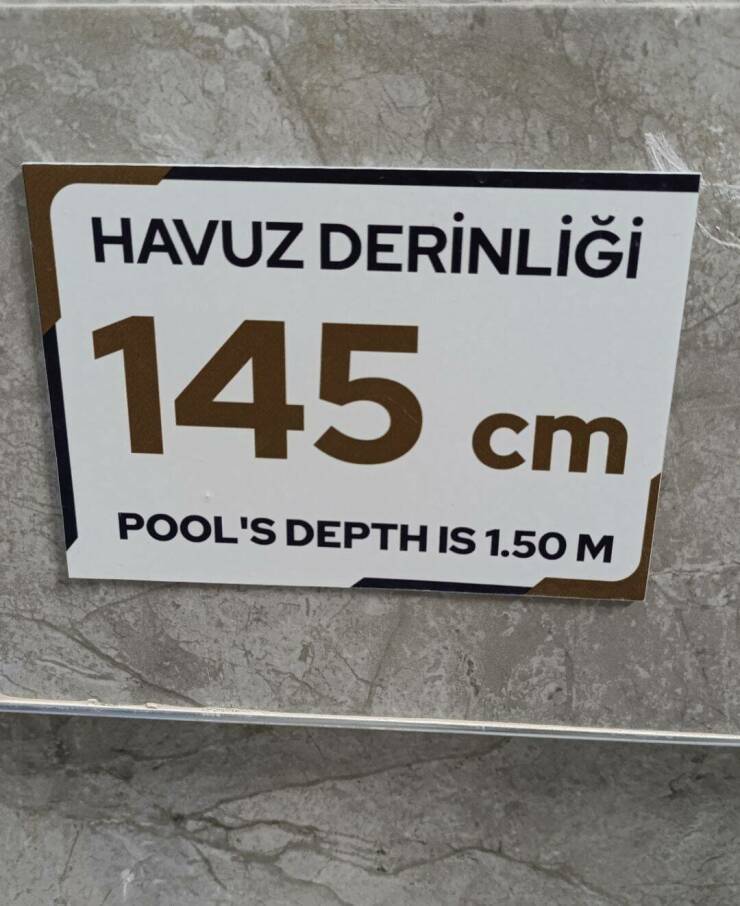 HAVUZ DERİNLİĞİ
145 cm
POOL'S DEPTH IS 1.50 M